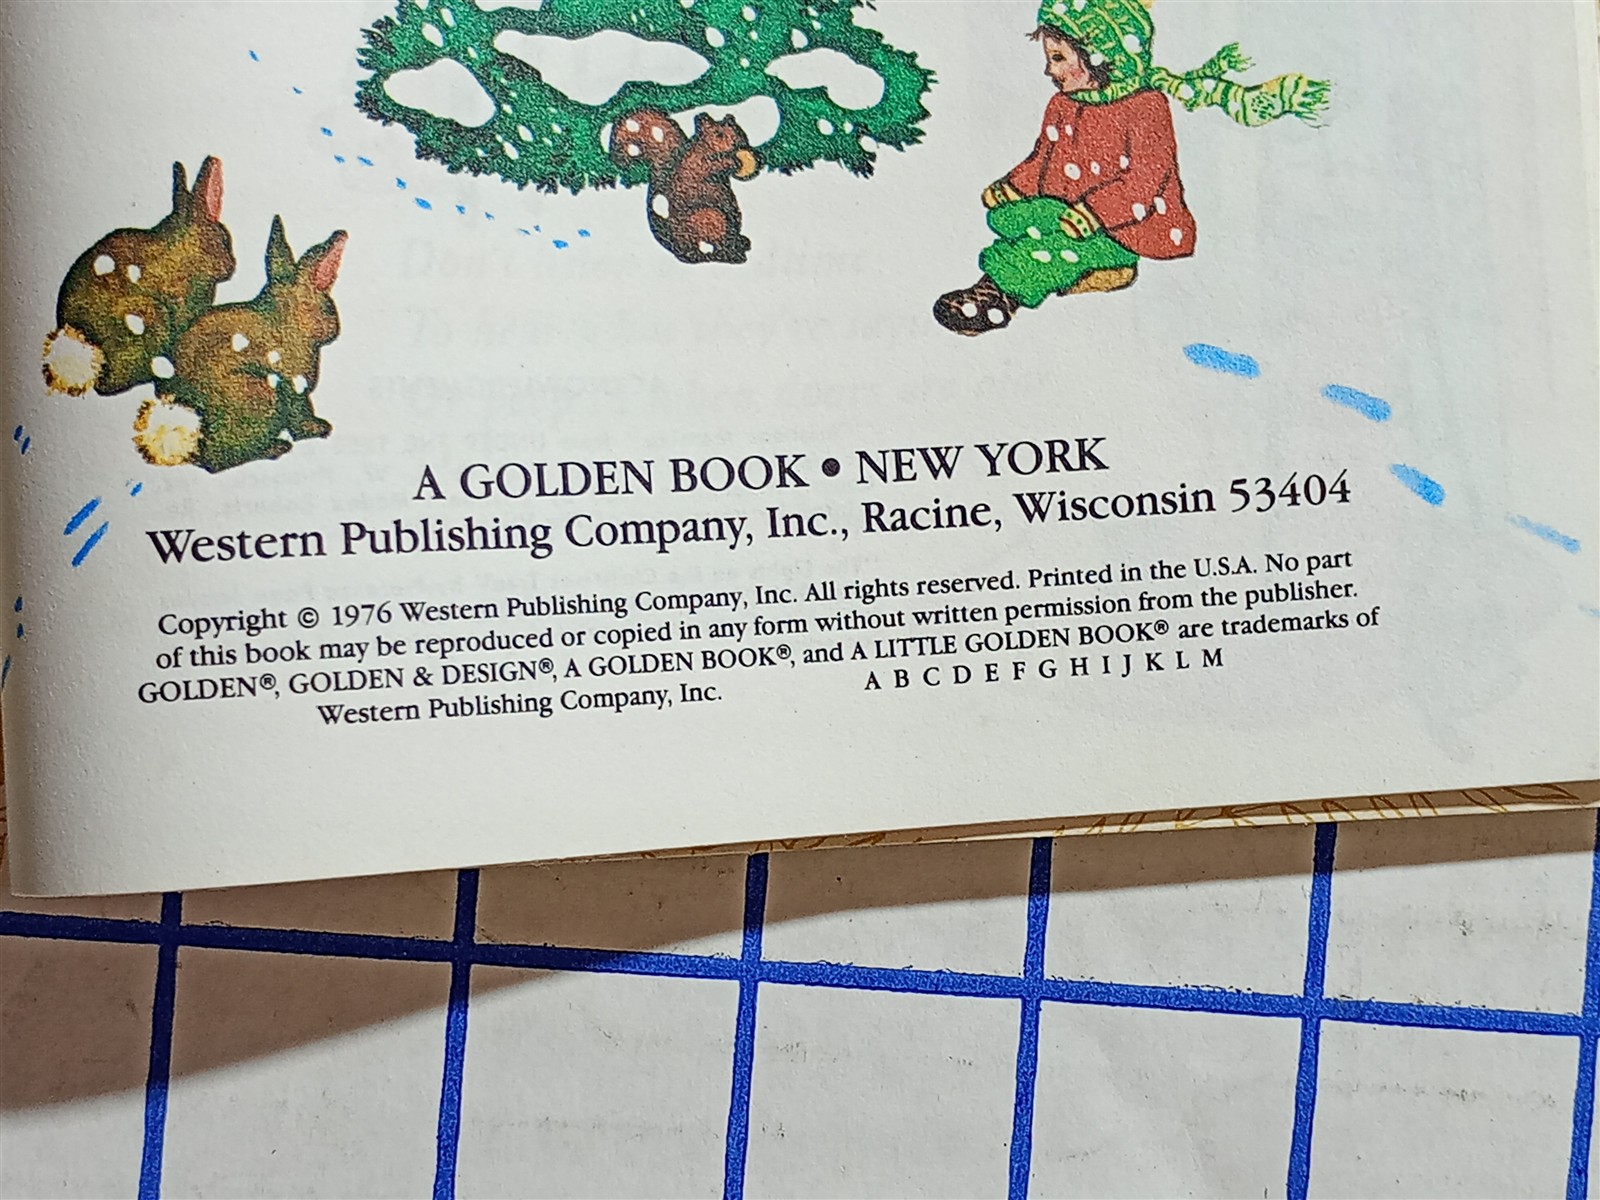 A GOLDEN BOOK • NEW YORK
Western Publishing Company, Inc., Racine, Wisconsin 53404
Copyright © 1976 Western Publishing Company, Inc. All rights reserved. Printed in the U.S.A. No part
of this book may be reproduced or copied in any form without written permission from the publisher.
GOLDEN®, GOLDEN & DESIGN®, A GOLDEN BOOK®, and A LITTLE GOLDEN BOOK® are trademarks of
Western Publishing Company, Inc. A B C D E F G H I J K L M